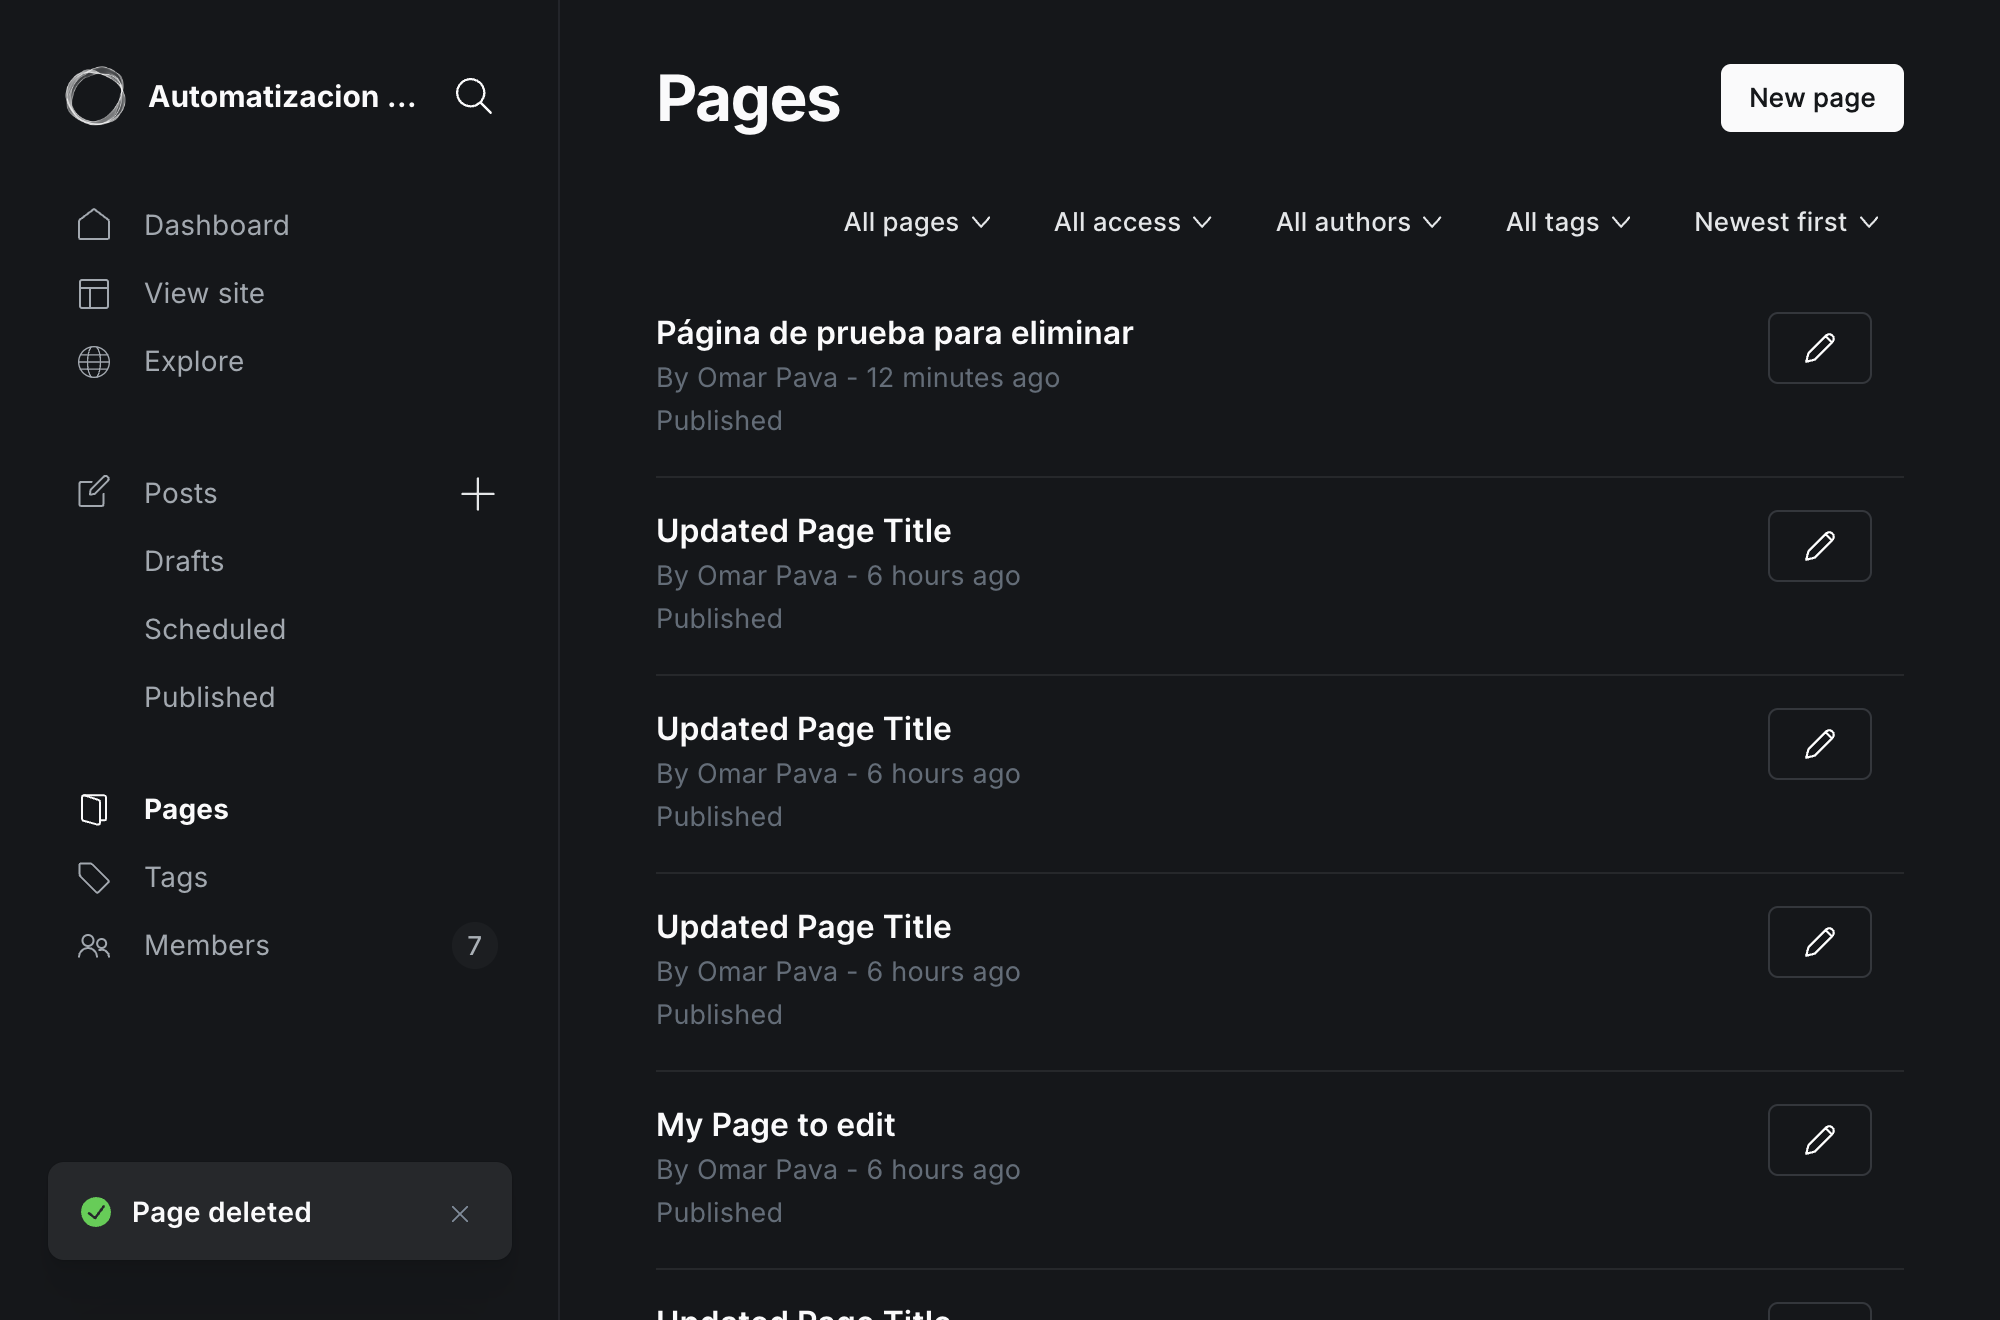 Automatizacion ...
Dashboard
View site
Explore
Posts
Drafts
Scheduled
Published
Pages
Tags
Members
7
Page deleted
Pages
New page
All pages
All access
All authors
All tags
Newest first
Página de prueba para eliminar
By Omar Pava - 12 minutes ago
Published
Updated Page Title
By Omar Pava - 6 hours ago
Published
Updated Page Title
By Omar Pava - 6 hours ago
Published
Updated Page Title
By Omar Pava - 6 hours ago
Published
My Page to edit
By Omar Pava - 6 hours ago
Published
Updated Page Title